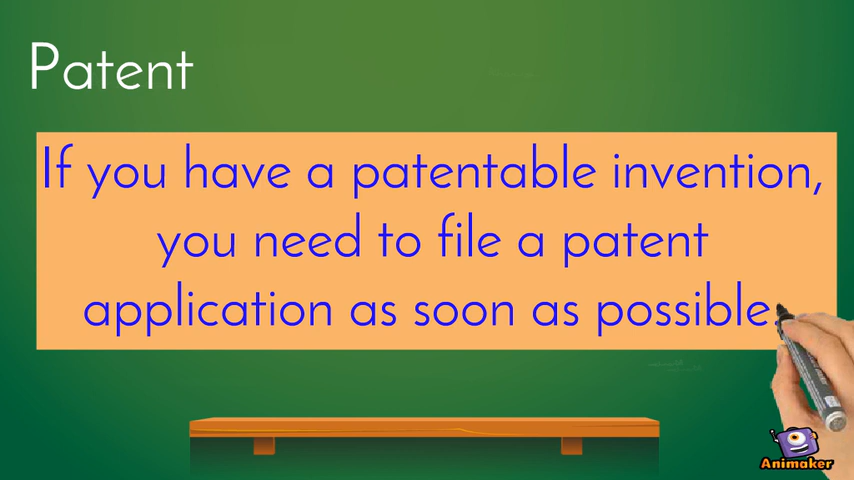 Patent
If you have a patentable invention,
you need to file a patent
application as soon as possible.
Animaker